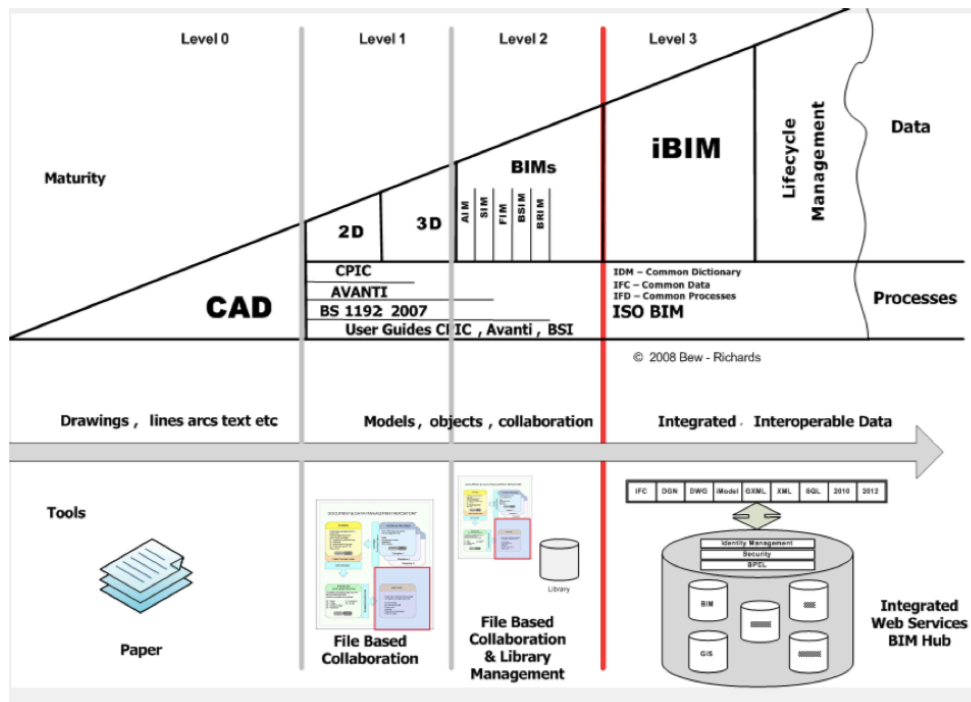 Level 0
Level 1
Level 2
Level 3
Maturity
Data
CAD
2D
3D
BIMs
AIM
SIM
FIM
BSIM
BRIM
iBIM
Lifecycle
Management
CPIC
AVANTI
BS 1192: 2007
User Guides CPIC , Avanti , BSI
IDM – Common Dictionary
IFC – Common Data
IFD – Common Processes
ISO BIM
Processes
© 2008 Bew - Richards
Drawings , lines arcs text etc
Models , objects , collaboration
Integrated , Interoperable Data
Tools
Paper
DOCUMENT & DATA MANAGEMENT REPOSITORY
File Based
Collaboration
Library
File Based
Collaboration
& Library
Management
IFC DGN DWG iModel GXML XML SQL 2010 2012
Identity Management
Security
BPEL
BIM
GIS
Integrated
Web Services
BIM Hub